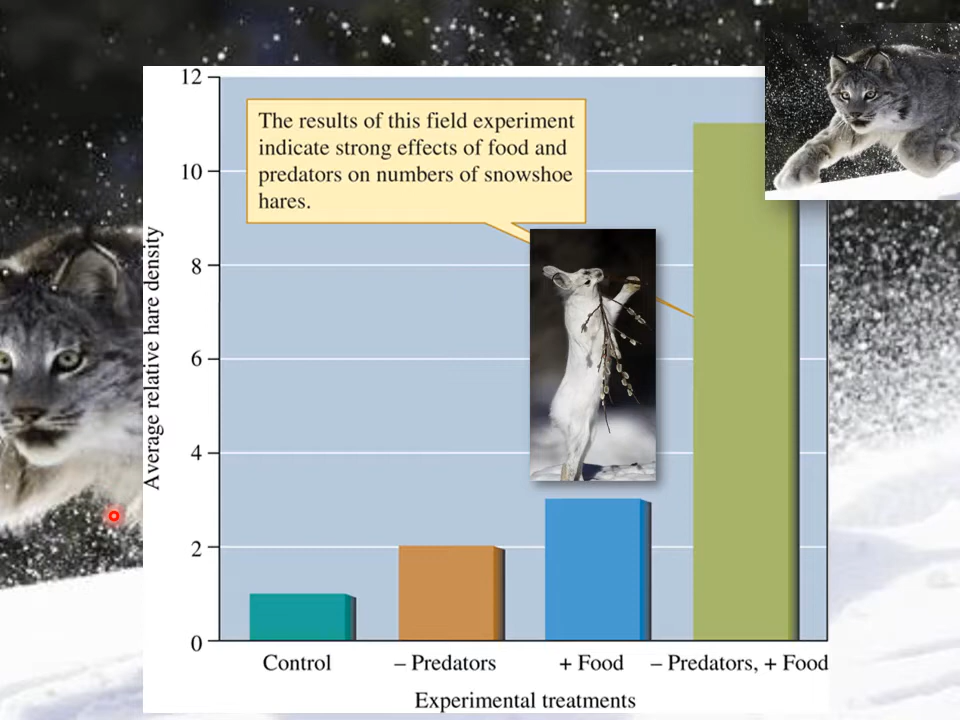 12
The results of this field experiment
indicate strong effects of food and
predators on numbers of snowshoe
hares.
10
8
6
4
2
0
Average relative hare density
Control
– Predators
+ Food
– Predators, + Food
Experimental treatments